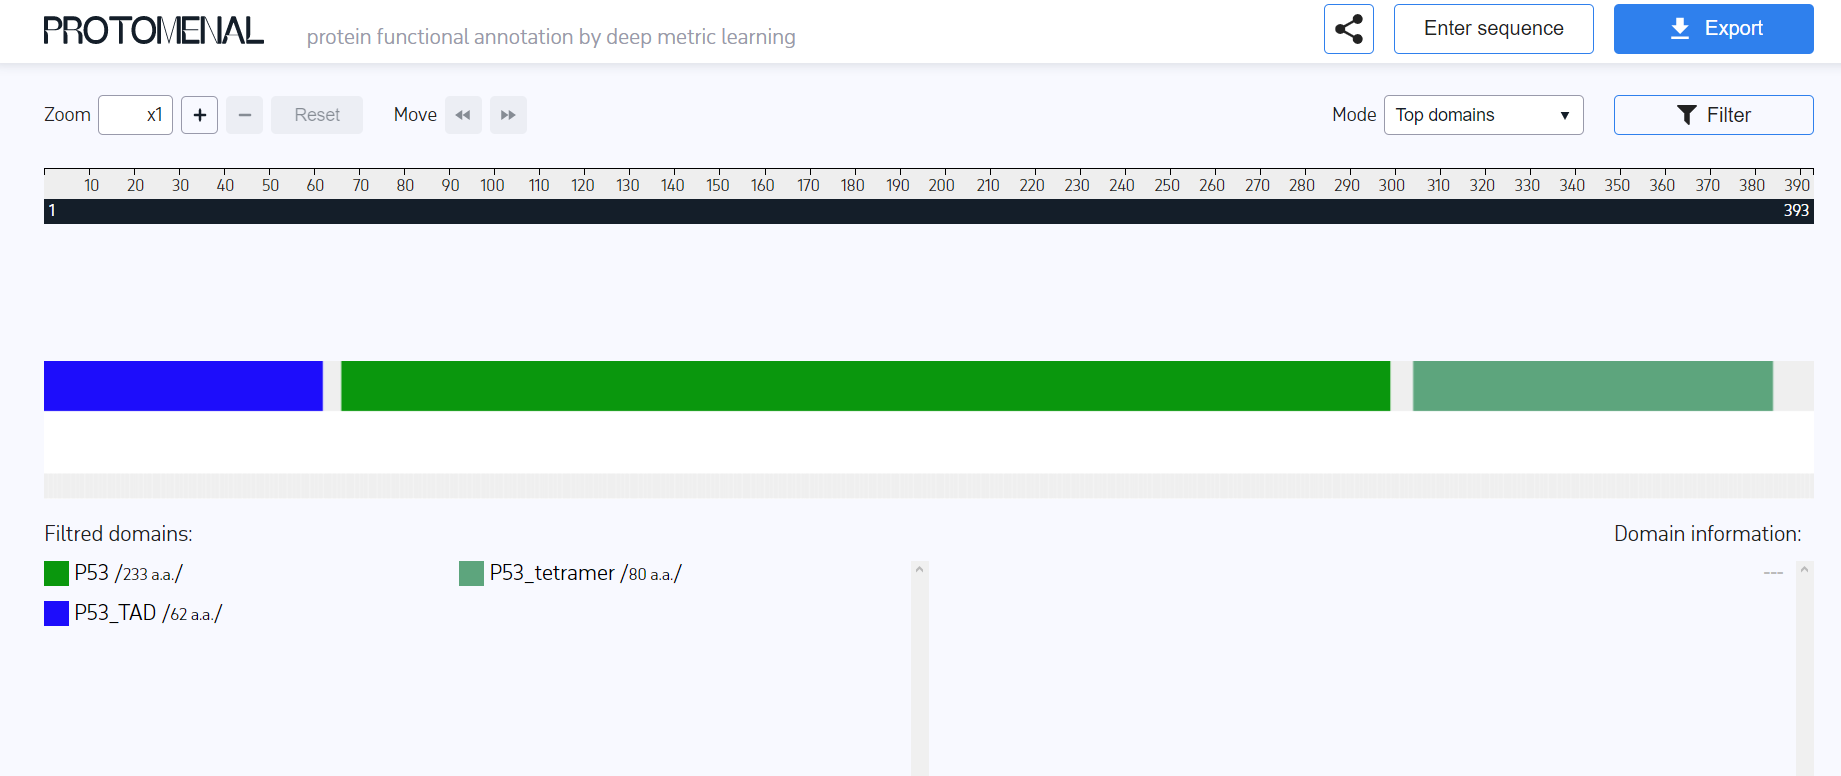 PROTOMENAL protein functional annotation by deep metric learning Enter sequence Export
Zoom x1 + − Reset Move Mode Top domains Filter
10 20 30 40 50 60 70 80 90 100 110 120 130 140 150 160 170 180 190 200 210 220 230 240 250 260 270 280 290 300 310 320 330 340 350 360 370 380 390
1 393
Filtred domains: Domain information:
P53 /233 a.a./ P53_tetramer /80 a.a./ ---
P53_TAD /62 a.a./